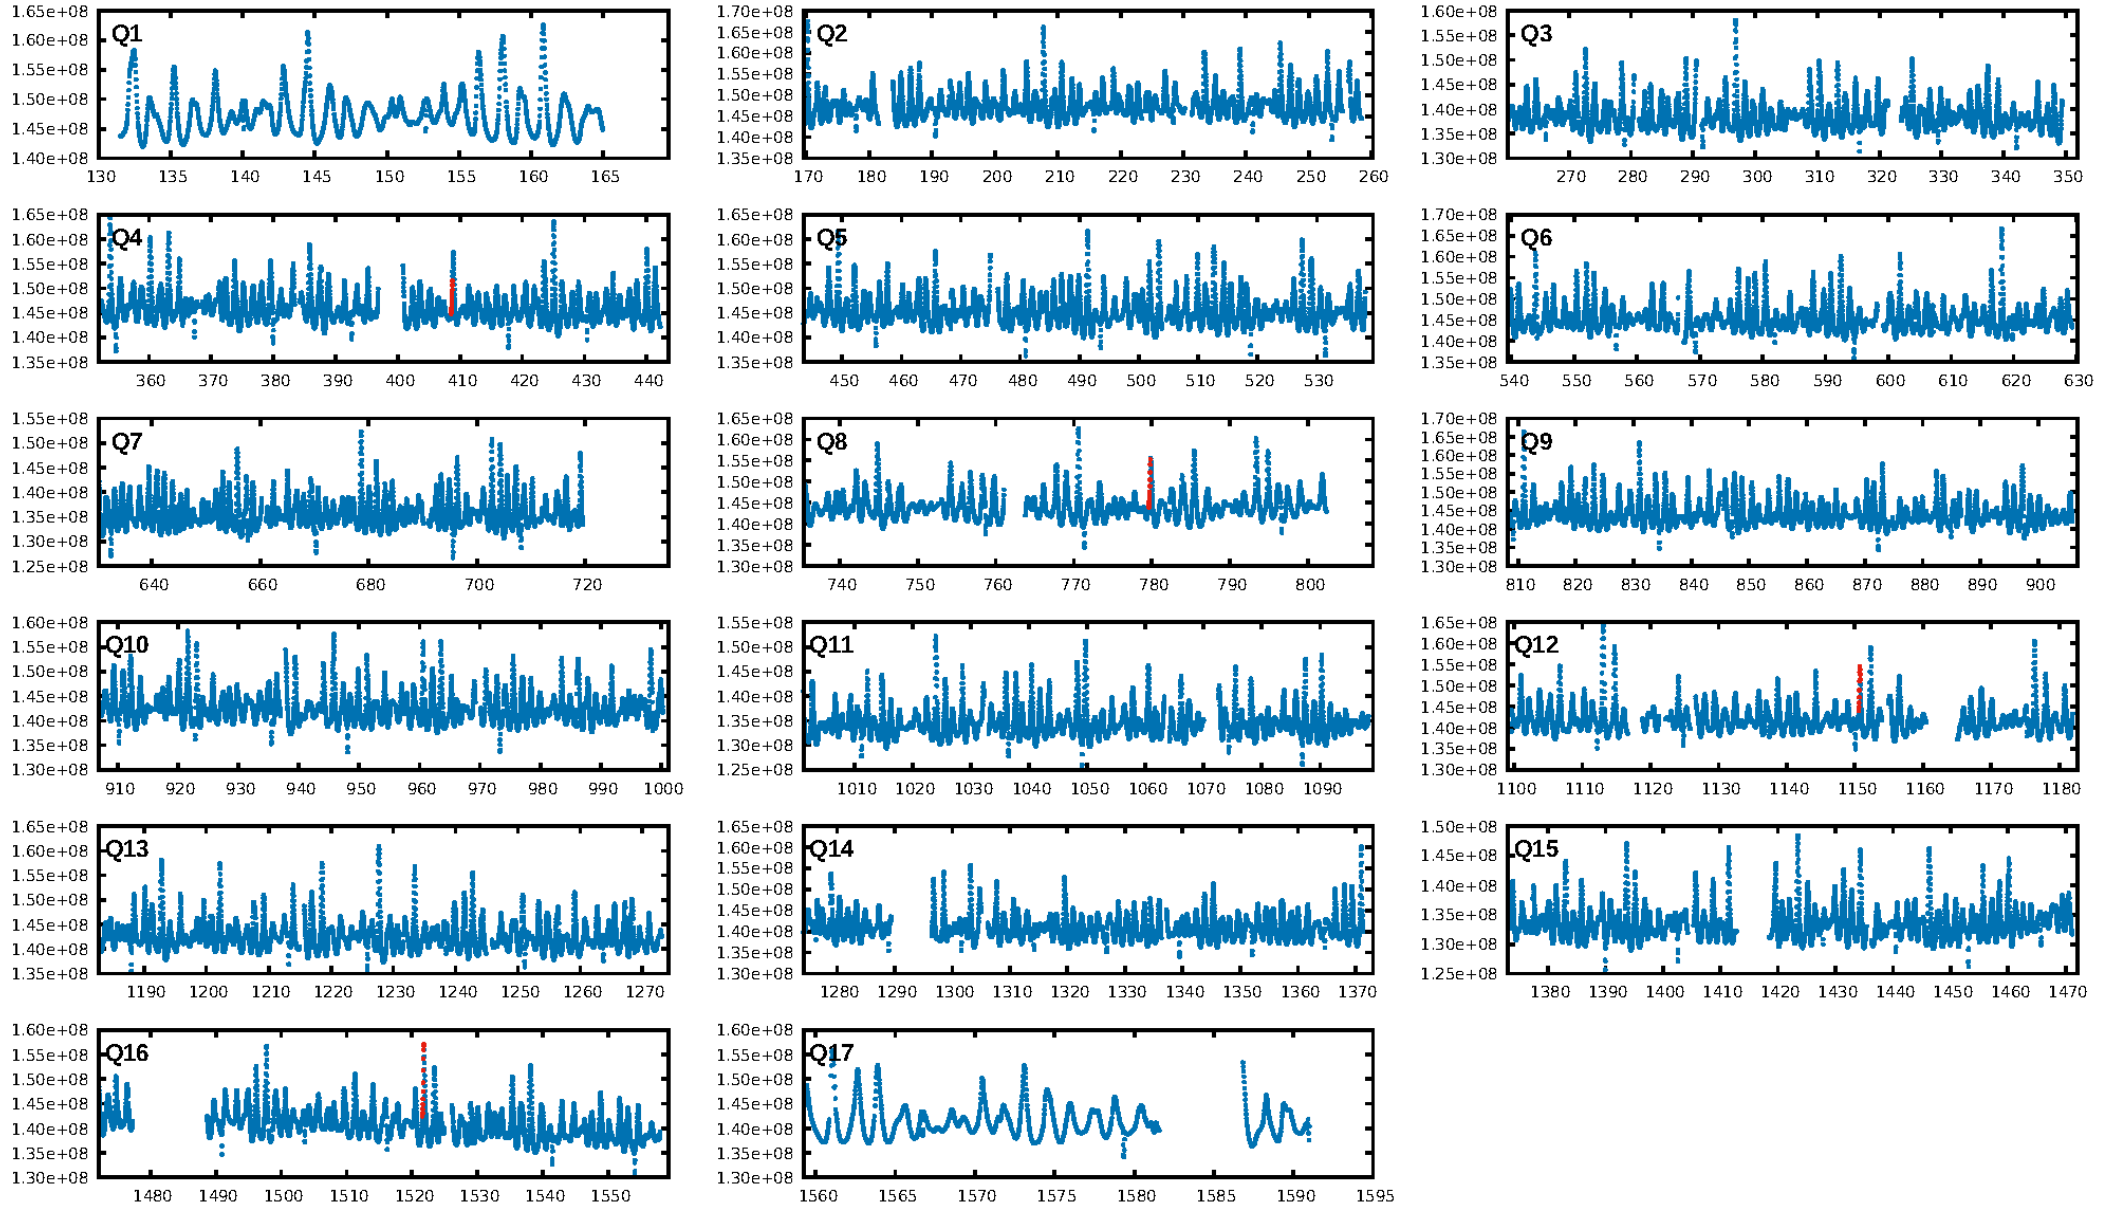 1.65e+08 1.60e+08 1.55e+08 1.50e+08 1.45e+08 1.40e+08
Q1
130 135 140 145 150 155 160 165
1.70e+08 1.65e+08 1.60e+08 1.55e+08 1.50e+08 1.45e+08 1.40e+08 1.35e+08
Q2
170 180 190 200 210 220 230 240 250 260
1.60e+08 1.55e+08 1.50e+08 1.45e+08 1.40e+08 1.35e+08 1.30e+08
Q3
270 280 290 300 310 320 330 340 350
1.65e+08 1.60e+08 1.55e+08 1.50e+08 1.45e+08 1.40e+08 1.35e+08
Q4
360 370 380 390 400 410 420 430 440
1.65e+08 1.60e+08 1.55e+08 1.50e+08 1.45e+08 1.40e+08 1.35e+08
Q5
450 460 470 480 490 500 510 520 530
1.70e+08 1.65e+08 1.60e+08 1.55e+08 1.50e+08 1.45e+08 1.40e+08 1.35e+08
Q6
540 550 560 570 580 590 600 610 620 630
1.55e+08 1.50e+08 1.45e+08 1.40e+08 1.35e+08 1.30e+08 1.25e+08
Q7
640 660 680 700 720
1.65e+08 1.60e+08 1.55e+08 1.50e+08 1.45e+08 1.40e+08 1.35e+08 1.30e+08
Q8
740 750 760 770 780 790 800
1.70e+08 1.65e+08 1.60e+08 1.55e+08 1.50e+08 1.45e+08 1.40e+08 1.35e+08 1.30e+08
Q9
810 820 830 840 850 860 870 880 890 900
1.60e+08 1.55e+08 1.50e+08 1.45e+08 1.40e+08 1.35e+08 1.30e+08
Q10
910 920 930 940 950 960 970 980 990 1000
1.55e+08 1.50e+08 1.45e+08 1.40e+08 1.35e+08 1.30e+08 1.25e+08
Q11
1010 1020 1030 1040 1050 1060 1070 1080 1090
1.65e+08 1.60e+08 1.55e+08 1.50e+08 1.45e+08 1.40e+08 1.35e+08 1.30e+08
Q12
1100 1110 1120 1130 1140 1150 1160 1170 1180
1.65e+08 1.60e+08 1.55e+08 1.50e+08 1.45e+08 1.40e+08 1.35e+08
Q13
1190 1200 1210 1220 1230 1240 1250 1260 1270
1.65e+08 1.60e+08 1.55e+08 1.50e+08 1.45e+08 1.40e+08 1.35e+08 1.30e+08
Q14
1280 1290 1300 1310 1320 1330 1340 1350 1360 1370
1.50e+08 1.45e+08 1.40e+08 1.35e+08 1.30e+08 1.25e+08
Q15
1380 1390 1400 1410 1420 1430 1440 1450 1460 1470
1.60e+08 1.55e+08 1.50e+08 1.45e+08 1.40e+08 1.35e+08 1.30e+08
Q16
1480 1490 1500 1510 1520 1530 1540 1550
1.60e+08 1.55e+08 1.50e+08 1.45e+08 1.40e+08 1.35e+08 1.30e+08
Q17
1560 1565 1570 1575 1580 1585 1590 1595